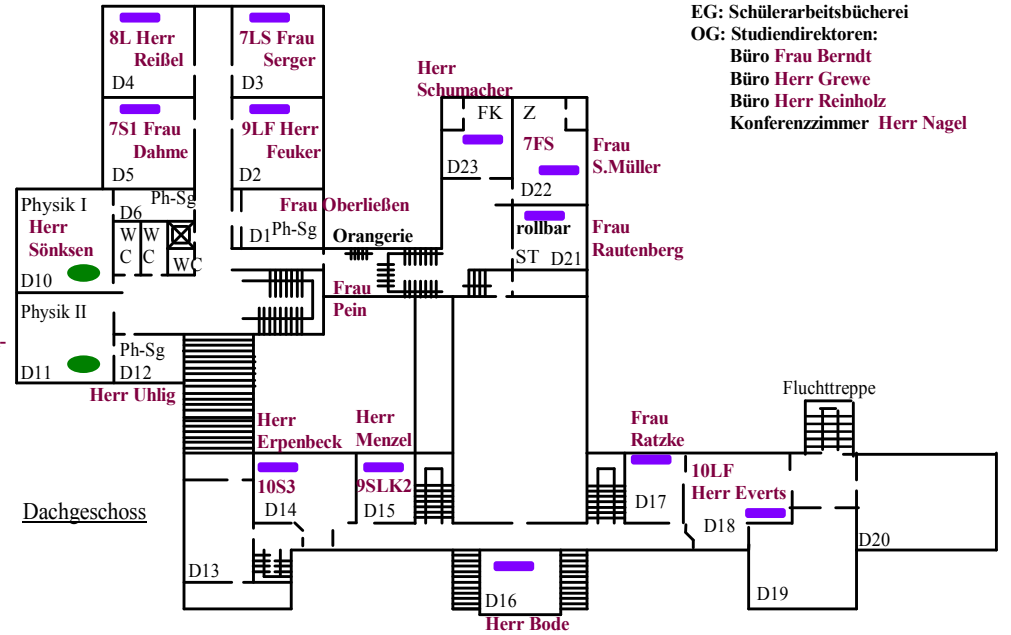 EG: Schülerarbeitsbücherei
OG: Studiendirektoren:
Büro Frau Berndt
Büro Herr Grewe
Büro Herr Reinholz
Konferenzzimmer Herr Nagel
8L Herr
Reißel
D4
7LS Frau
Serger
D3
7S1 Frau
Dahme
D5
9LF Herr
Feuker
D2
Herr
Schumacher
FK
D23
Z
7FS
D22
Frau
S.Müller
Physik I
Herr
Sönksen
D10
Ph-Sg
D6
W
C
W
C
WC
Frau Oberließen
D1 Ph-Sg
Orangerie
rollbar
ST D21
Frau
Rautenberg
Frau
Pein
Physik II
D11
Ph-Sg
D12
Herr Uhlig
-
Fluchttreppe
Herr
Erpenbeck
10S3
D14
Herr
Menzel
9SLK2
D15
Frau
Ratzke
D17
10LF
Herr Everts
D18
D20
Dachgeschoss
D13
D16
Herr Bode
D19